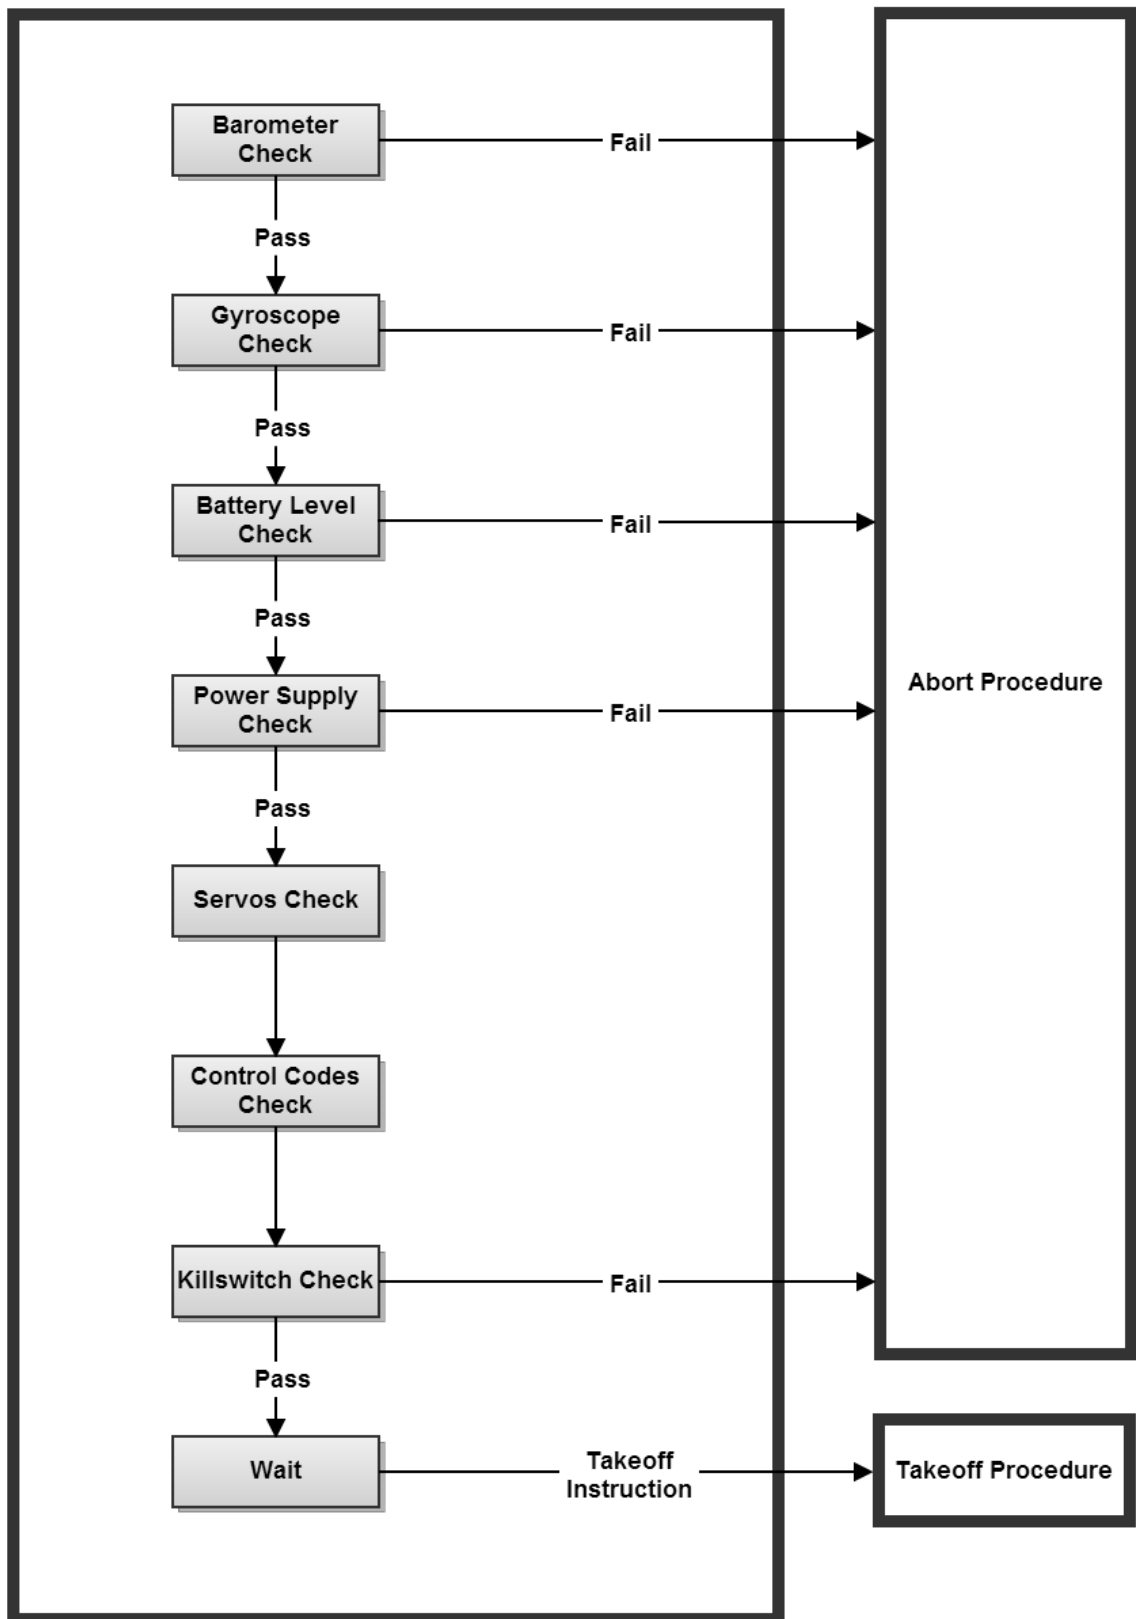 Barometer
Check
Fail
Pass
Gyroscope
Check
Fail
Pass
Battery Level
Check
Fail
Pass
Power Supply
Check
Fail
Abort Procedure
Pass
Servos Check
Control Codes
Check
Killswitch Check
Fail
Pass
Wait
Takeoff
Instruction
Takeoff Procedure